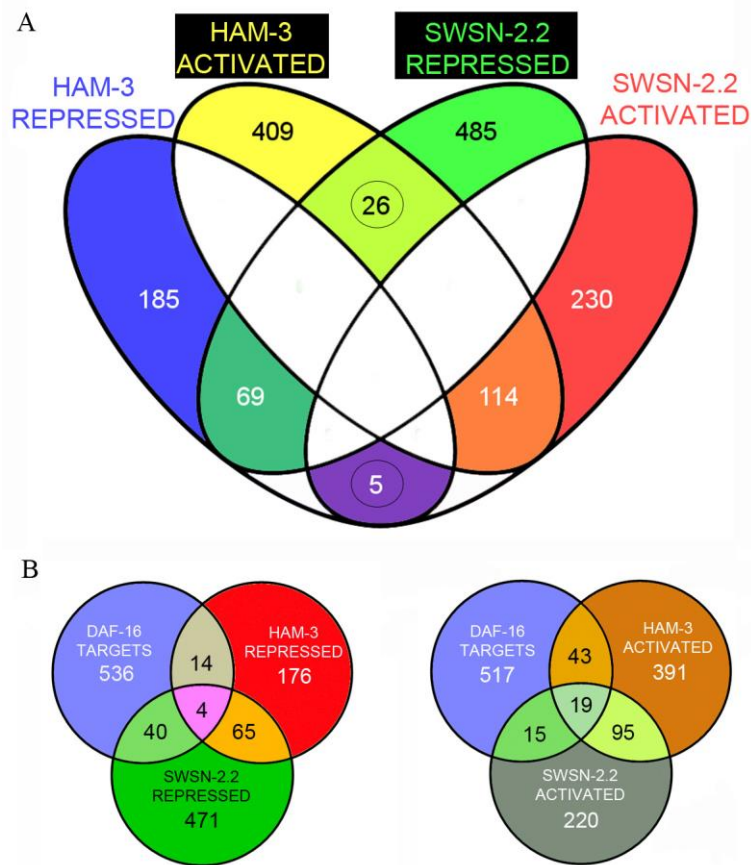 A
HAM-3
ACTIVATED
SWSN-2.2
REPRESSED
HAM-3
REPRESSED
SWSN-2.2
ACTIVATED
409
485
26
185
230
69
114
5
B
DAF-16
TARGETS
536
HAM-3
REPRESSED
176
14
4
40
65
SWSN-2.2
REPRESSED
471
DAF-16
TARGETS
517
HAM-3
ACTIVATED
391
43
19
15
95
SWSN-2.2
ACTIVATED
220